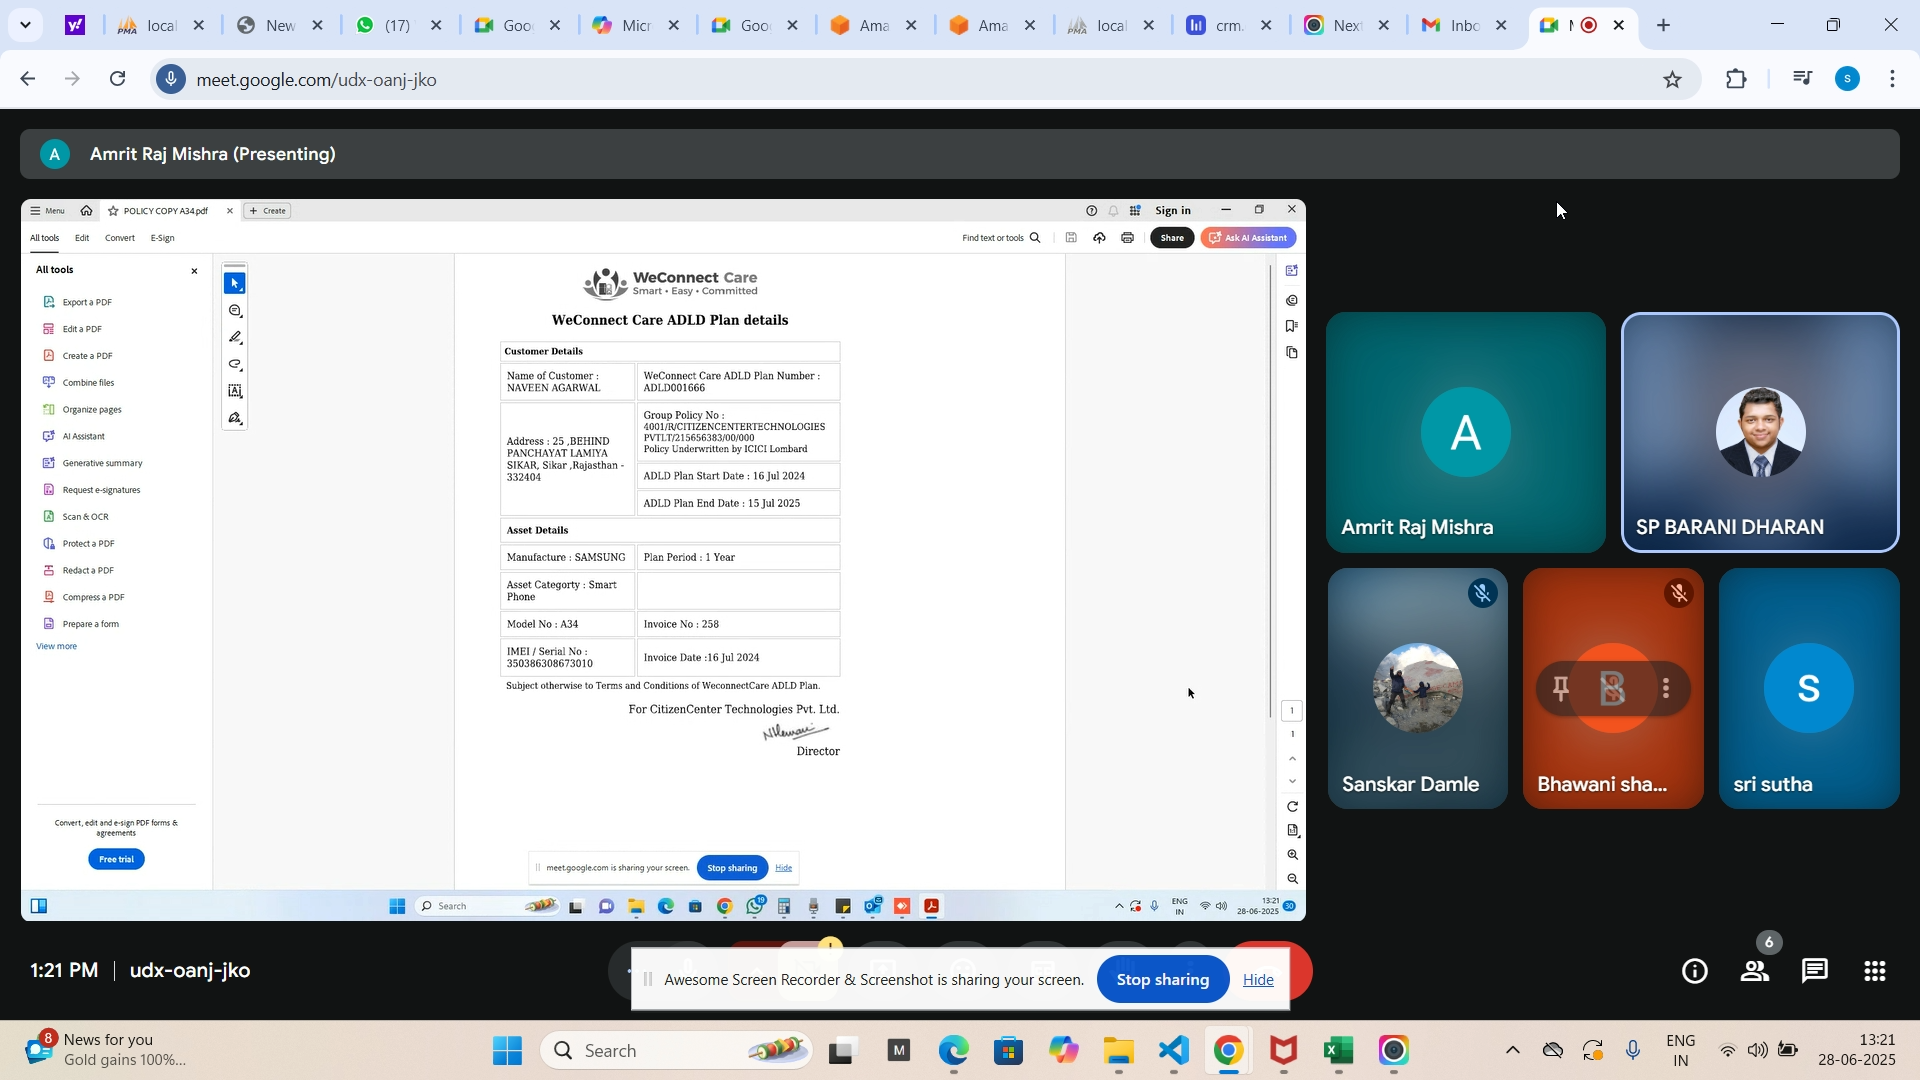 local
New
(17)
Goo
Micr
Goo
Ama
Ama
local
crm.
Next
Inbo
meet.google.com/udx-oanj-jko
S
A
Amrit Raj Mishra (Presenting)
Menu
POLICY COPY A34.pdf
Create
Sign in
All tools
Edit
Convert
E-Sign
Find text or tools
Share
Ask AI Assistant
All tools
Export a PDF
Edit a PDF
Create a PDF
Combine files
Organize pages
AI Assistant
Generative summary
Request e-signatures
Scan & OCR
Protect a PDF
Redact a PDF
Compress a PDF
Prepare a form
View more
Convert, edit and e-sign PDF forms &
agreements
Free trial
WeConnect Care
Smart • Easy • Committed
WeConnect Care ADLD Plan details
Customer Details
Name of Customer :
NAVEEN AGARWAL
WeConnect Care ADLD Plan Number :
ADLD001666
Address : 25 ,BEHIND
PANCHAYAT LAMIYA
SIKAR, Sikar ,Rajasthan -
332404
Group Policy No :
4001/R/CITIZENCENTERTECHNOLOGIES
PVTLT/215656383/00/000
Policy Underwritten by ICICI Lombard
ADLD Plan Start Date : 16 Jul 2024
ADLD Plan End Date : 15 Jul 2025
Asset Details
Manufacture : SAMSUNG
Plan Period : 1 Year
Asset Categorty : Smart
Phone
Model No : A34
Invoice No : 258
IMEI / Serial No :
350386308673010
Invoice Date :16 Jul 2024
Subject otherwise to Terms and Conditions of WeconnectCare ADLD Plan.
For CitizenCenter Technologies Pvt. Ltd.
Director
1
1
meet.google.com is sharing your screen.
Stop sharing
Hide
Search
19
ENG
IN
13:21
28-06-2025
30
A
Amrit Raj Mishra
SP BARANI DHARAN
Sanskar Damle
B
Bhawani sha...
S
sri sutha
1:21 PM
udx-oanj-jko
Awesome Screen Recorder & Screenshot is sharing your screen.
Stop sharing
Hide
6
8
News for you
Gold gains 100%...
Search
M
ENG
IN
13:21
28-06-2025